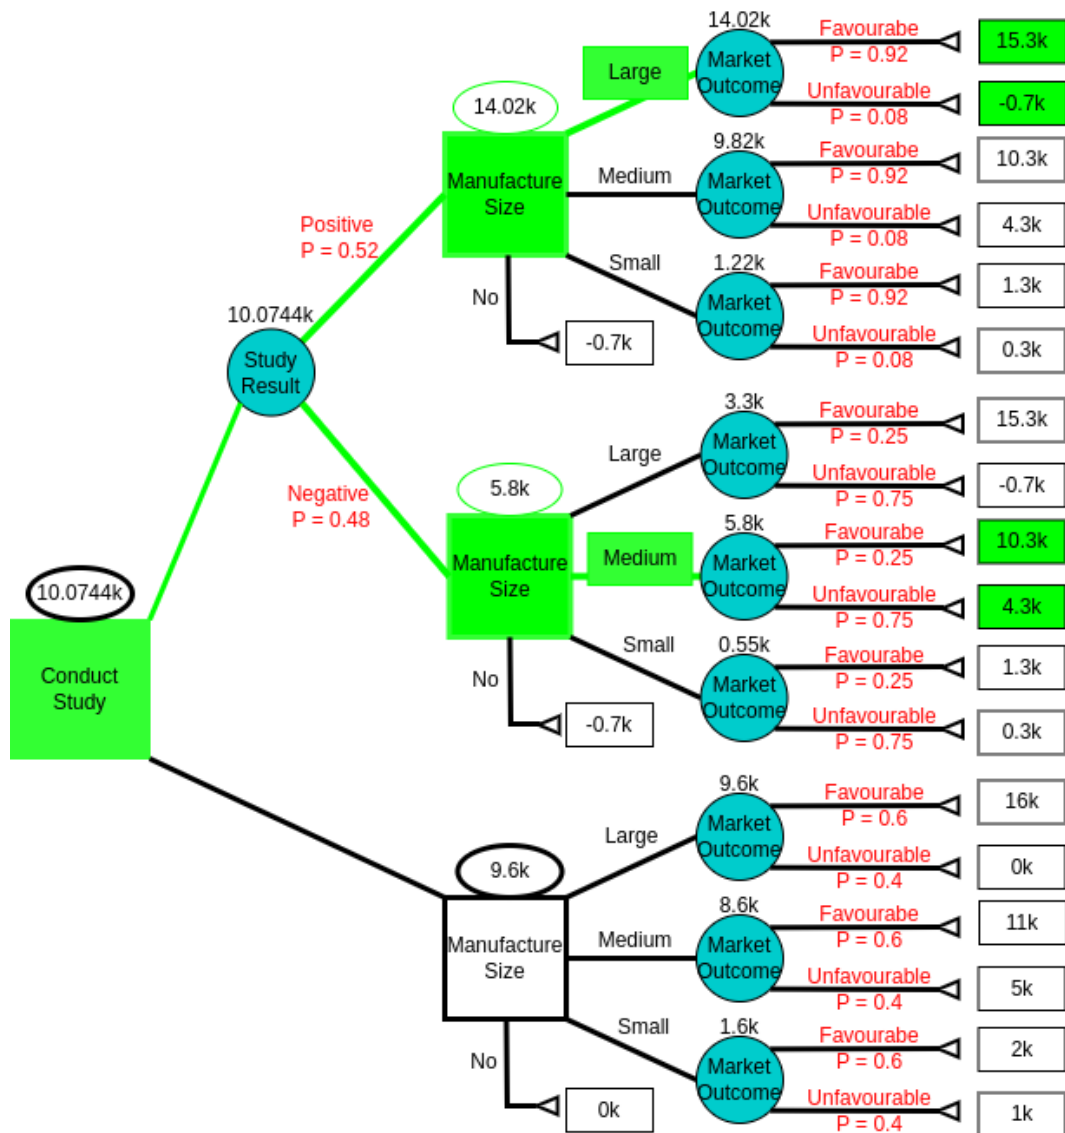 14.02k
Favourabe
P = 0.92
15.3k
Large
Market
Outcome
Unfavourable
P = 0.08
-0.7k
14.02k
9.82k
Favourabe
P = 0.92
10.3k
Manufacture
Size
Medium
Market
Outcome
Unfavourable
P = 0.08
4.3k
Positive
P = 0.52
Small
1.22k
Favourabe
P = 0.92
1.3k
No
Market
Outcome
-0.7k
Unfavourable
P = 0.08
0.3k
10.0744k
Study
Result
3.3k
Favourabe
P = 0.25
15.3k
Large
Market
Outcome
Unfavourable
P = 0.75
-0.7k
Negative
P = 0.48
5.8k
5.8k
Favourabe
P = 0.25
10.3k
Manufacture
Size
Medium
Market
Outcome
Unfavourable
P = 0.75
4.3k
10.0744k
Conduct
Study
Small
0.55k
Favourabe
P = 0.25
1.3k
No
Market
Outcome
-0.7k
Unfavourable
P = 0.75
0.3k
9.6k
Favourabe
P = 0.6
16k
Large
Market
Outcome
Unfavourable
P = 0.4
0k
9.6k
8.6k
Favourabe
P = 0.6
11k
Manufacture
Size
Medium
Market
Outcome
Unfavourable
P = 0.4
5k
Small
1.6k
Favourabe
P = 0.6
2k
No
Market
Outcome
0k
Unfavourable
P = 0.4
1k